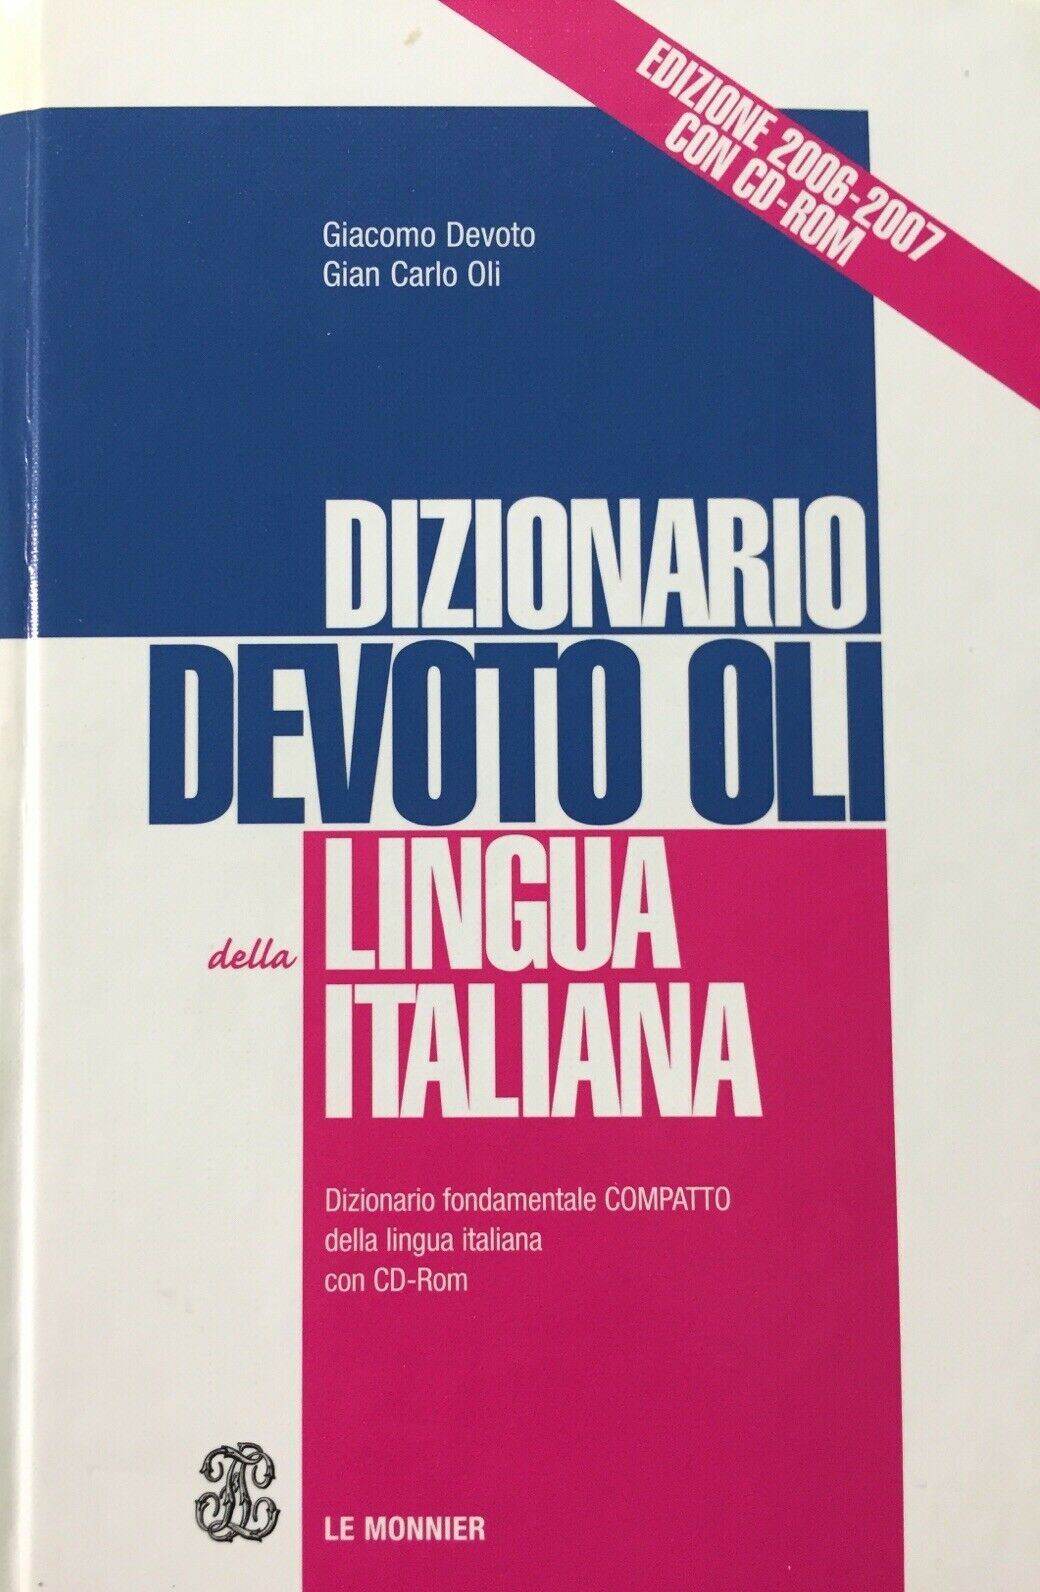 EDIZIONE 2006-2007
CON CD-ROM
Giacomo Devoto
Gian Carlo Oli
DIZIONARIO
DEVOTO OLI
della LINGUA
ITALIANA
Dizionario fondamentale COMPATTO
della lingua italiana
con CD-Rom
LE MONNIER